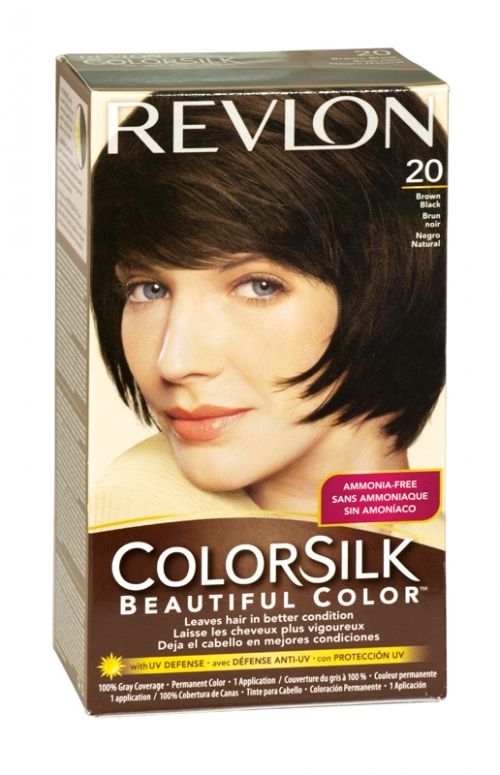 REVLON
COLORSILK
20
REVLON
20
Brown
Black
Brun
noir
Negro
Natural
AMMONIA-FREE
SANS AMMONIAQUE
SIN AMONÍACO
COLORSILK
BEAUTIFUL COLOR™
Leaves hair in better condition
Laisse les cheveux plus vigoureux
Deja el cabello en mejores condiciones
with UV DEFENSE • avec DÉFENSE ANTI-UV • con PROTECCIÓN UV
100% Gray Coverage • Permanent Color • 1 Application / Couverture du gris à 100 % • Couleur permanente
1 application / 100% Cobertura de Canas • Tinte para Cabello • Coloración Permanente • 1 Aplicación